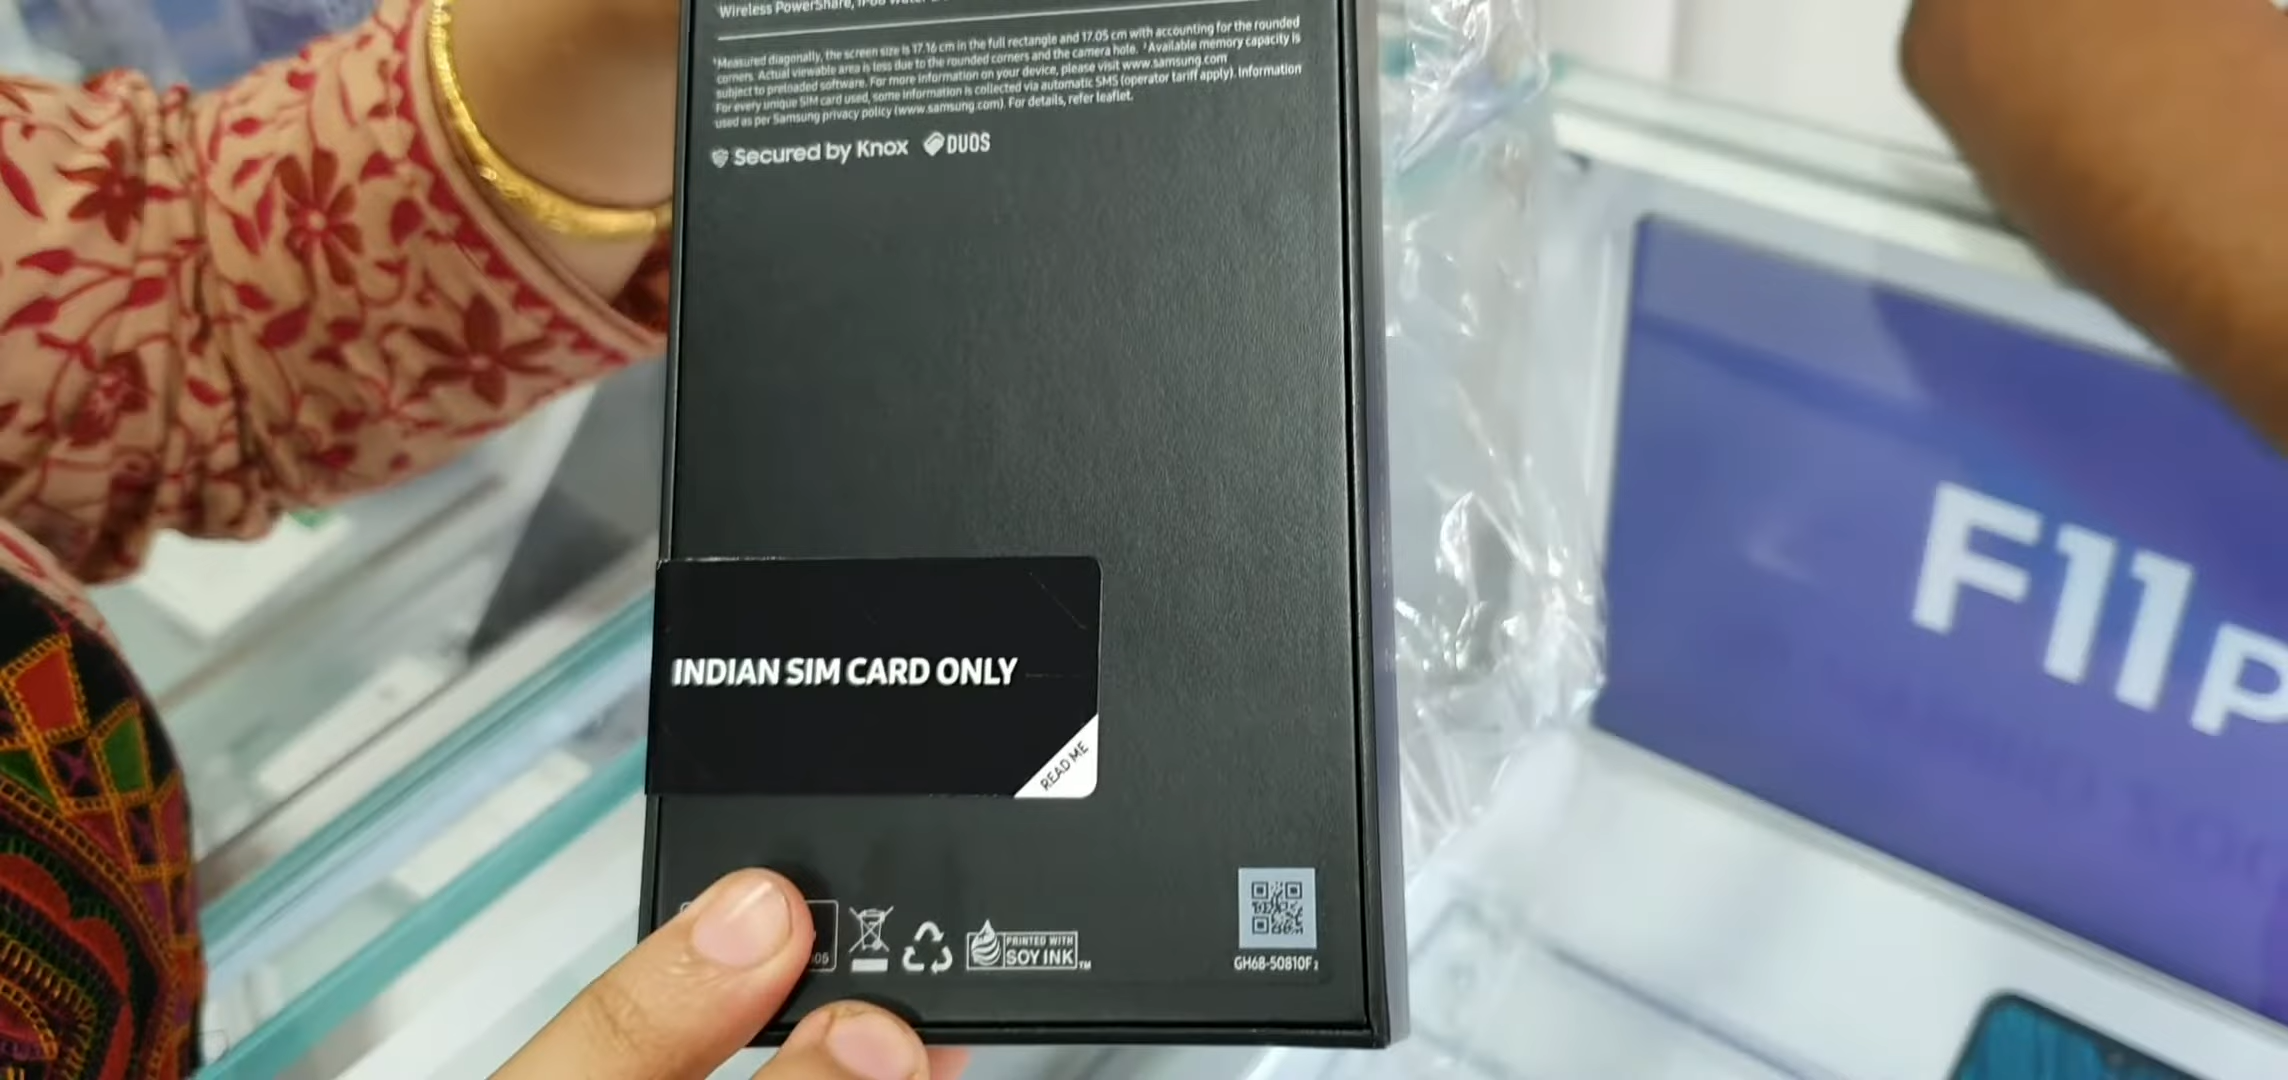 Wireless PowerShare,
¹Measured diagonally, the screen size is 17.16 cm in the full rectangle and 17.05 cm with accounting for the rounded
corners. Actual viewable area is less due to the rounded corners and the camera hole. ²Available memory capacity is
subject to preloaded software. For more information on your device, please visit www.samsung.com
For every unique SIM card used, some information is collected via automatic SMS (operator tariff apply). Information
used as per Samsung privacy policy (www.samsung.com). For details, refer leaflet.
Secured by Knox DUOS
INDIAN SIM CARD ONLY
READ ME
PRINTED WITH
SOY INK™
GH68-50810F
F11 P